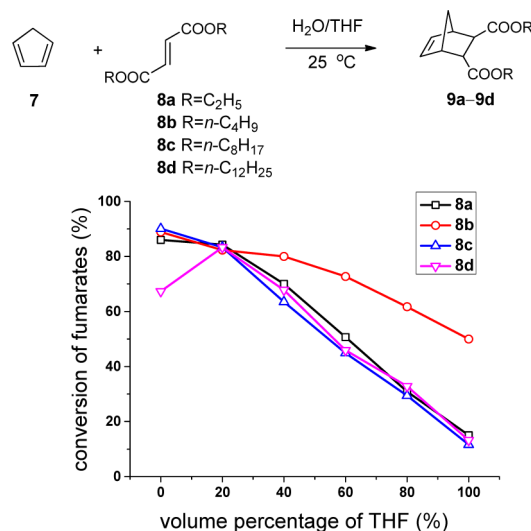 H₂O/THF
25 °C
7
+
COOR
ROOC
COOR
COOR
9a–9d
8a R=C₂H₅
8b R=n-C₄H₉
8c R=n-C₈H₁₇
8d R=n-C₁₂H₂₅
conversion of fumarates (%)
100
80
60
40
20
0
8a
8b
8c
8d
0 20 40 60 80 100
volume percentage of THF (%)